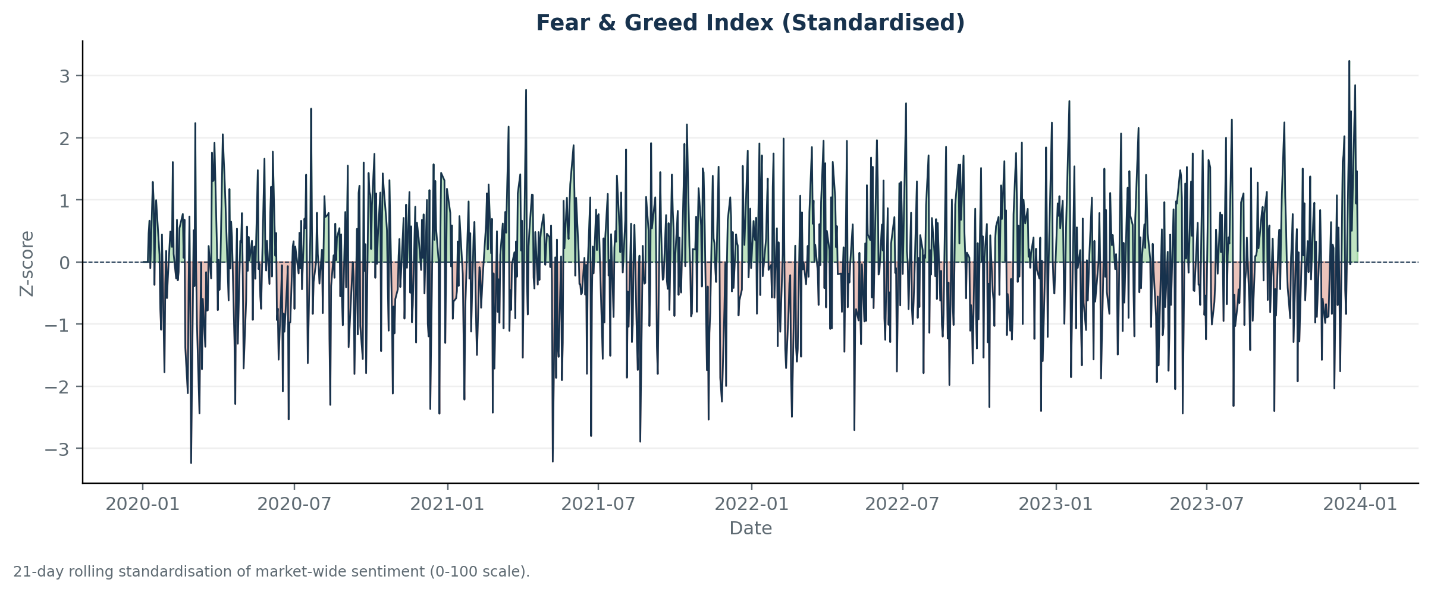 Fear & Greed Index (Standardised)
3
2
1
0
−1
−2
−3
Z-score
2020-01 2020-07 2021-01 2021-07 2022-01 2022-07 2023-01 2023-07 2024-01
Date
21-day rolling standardisation of market-wide sentiment (0-100 scale).